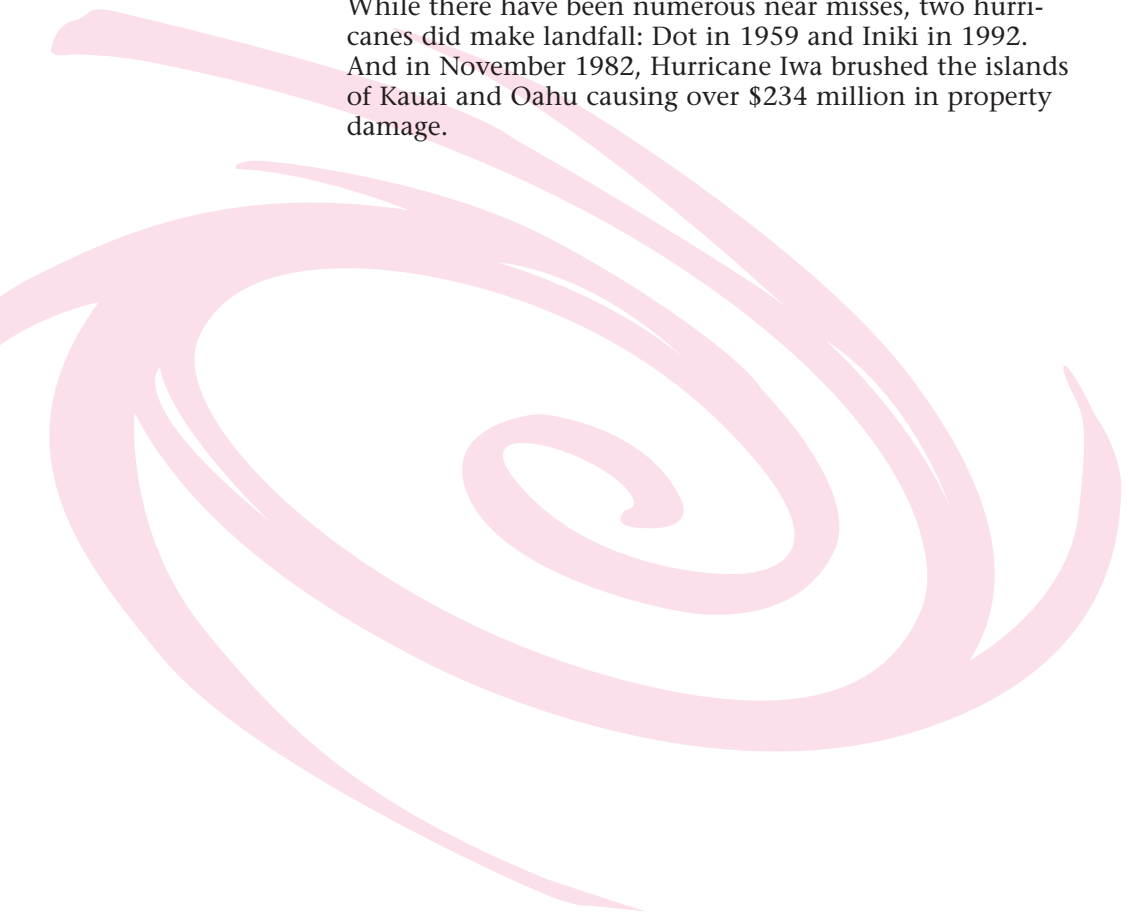 While there have been numerous near misses, two hurri-
canes did make landfall: Dot in 1959 and Iniki in 1992.
And in November 1982, Hurricane Iwa brushed the islands
of Kauai and Oahu causing over $234 million in property
damage.